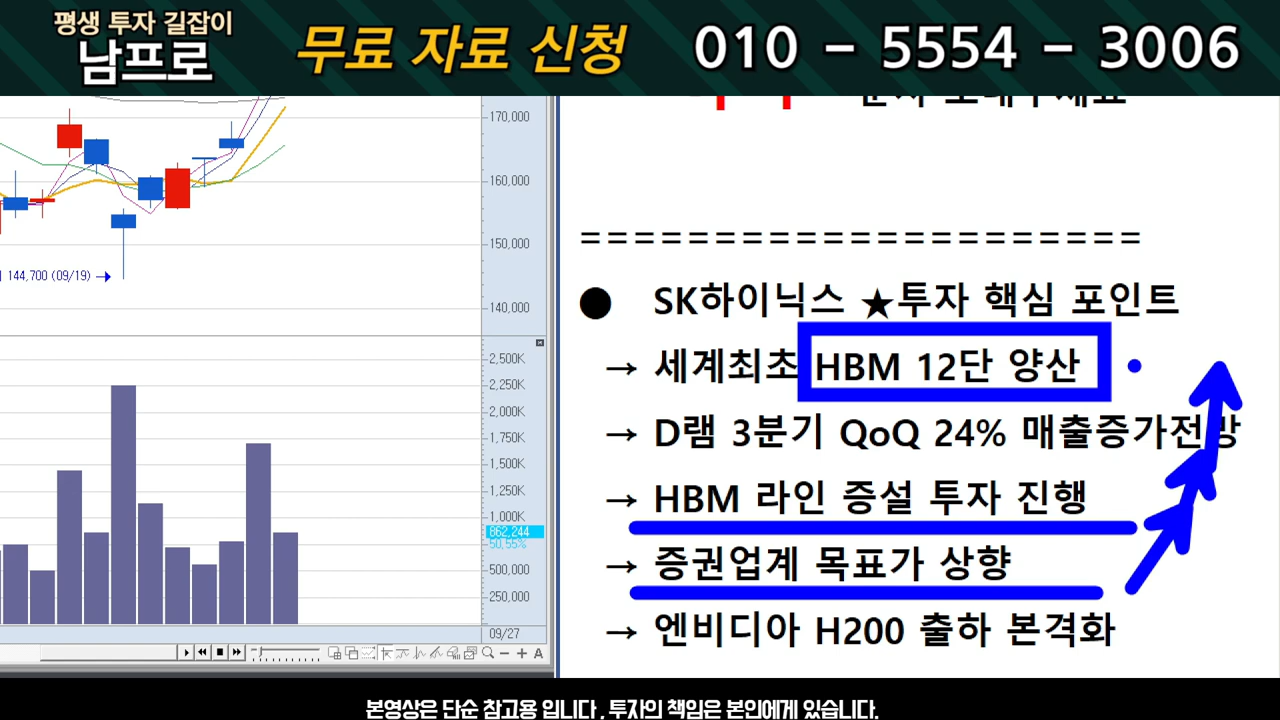 평생 투자 길잡이
남프로
무료 자료 신청
010 - 5554 - 3006
170,000
160,000
150,000
140,000
144,700 (09/19)
2,500K
2,250K
2,000K
1,750K
1,500K
1,250K
1,000K
862,244
50,55%
500,000
250,000
09/27
A
=====================
● SK하이닉스 ★투자 핵심 포인트
→ 세계최초 HBM 12단 양산
→ D램 3분기 QoQ 24% 매출증가전망
→ HBM 라인 증설 투자 진행
→ 증권업계 목표가 상향
→ 엔비디아 H200 출하 본격화
본영상은 단순 참고용 입니다 , 투자의 책임은 본인에게 있습니다.